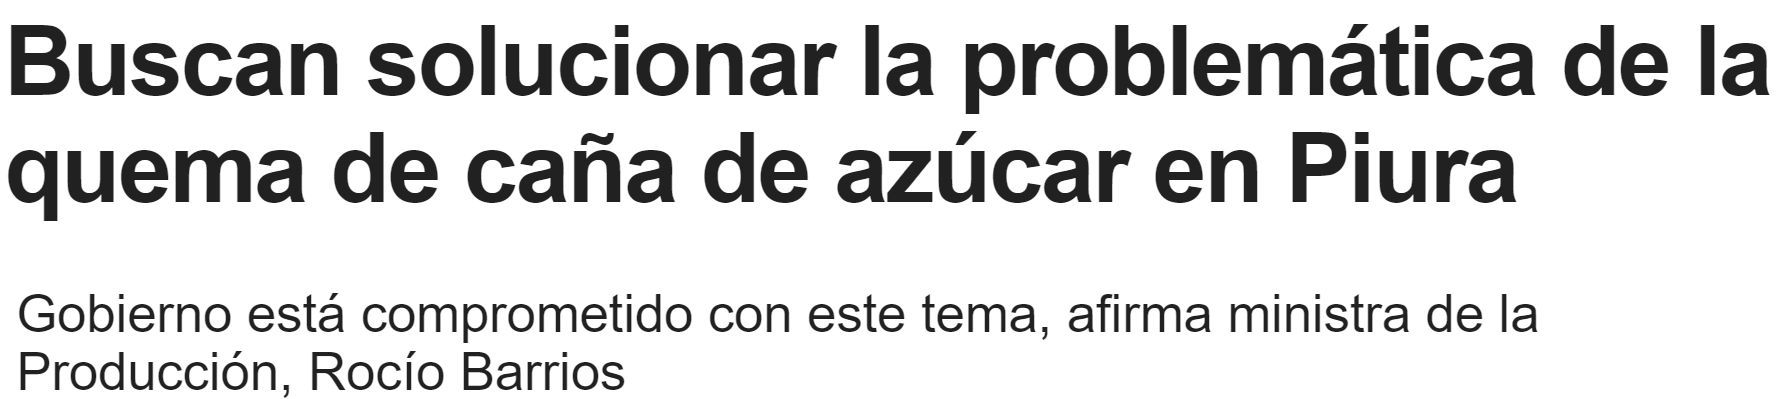 Buscan solucionar la problemática de la
quema de caña de azúcar en Piura
Gobierno está comprometido con este tema, afirma ministra de la
Producción, Rocío Barrios